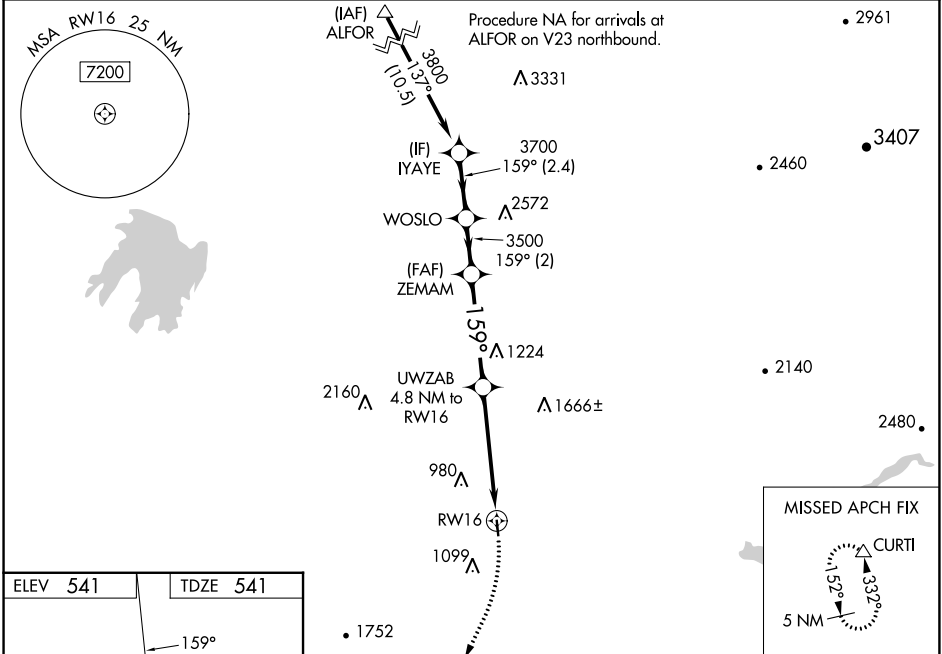 MSA RW16 25 NM
7200
(IAF)
ALFOR
Procedure NA for arrivals at
ALFOR on V23 northbound.
2961
3800
137°
(10.5)
3331
3407
(IF)
IYAYE
3700
159° (2.4)
2460
WOSLO
2572
3500
159° (2)
(FAF)
ZEMAM
159°
1224
2140
UWZAB
4.8 NM to
RW16
2160
1666±
2480
980
RW16
1099
MISSED APCH FIX
CURTI
152°
332°
5 NM
ELEV 541
TDZE 541
159°
1752